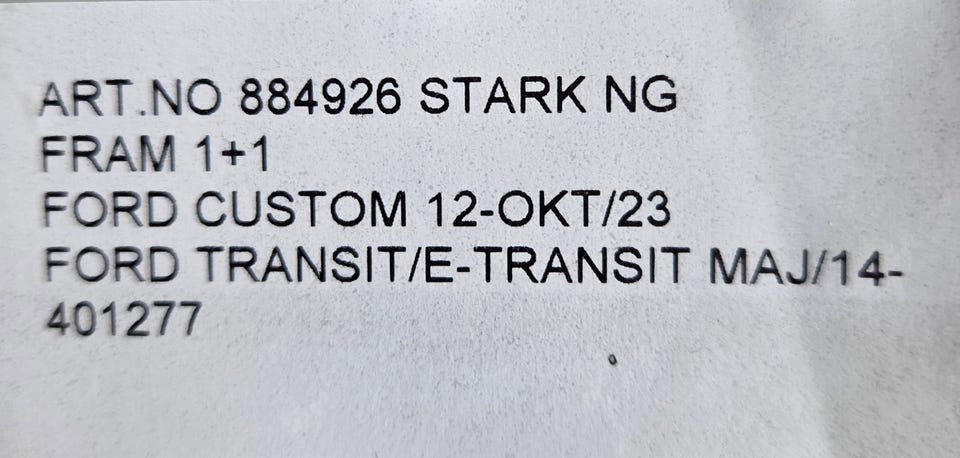 ART.NO 884926 STARK NG
FRAM 1+1
FORD CUSTOM 12-OKT/23
FORD TRANSIT/E-TRANSIT MAJ/14-
401277